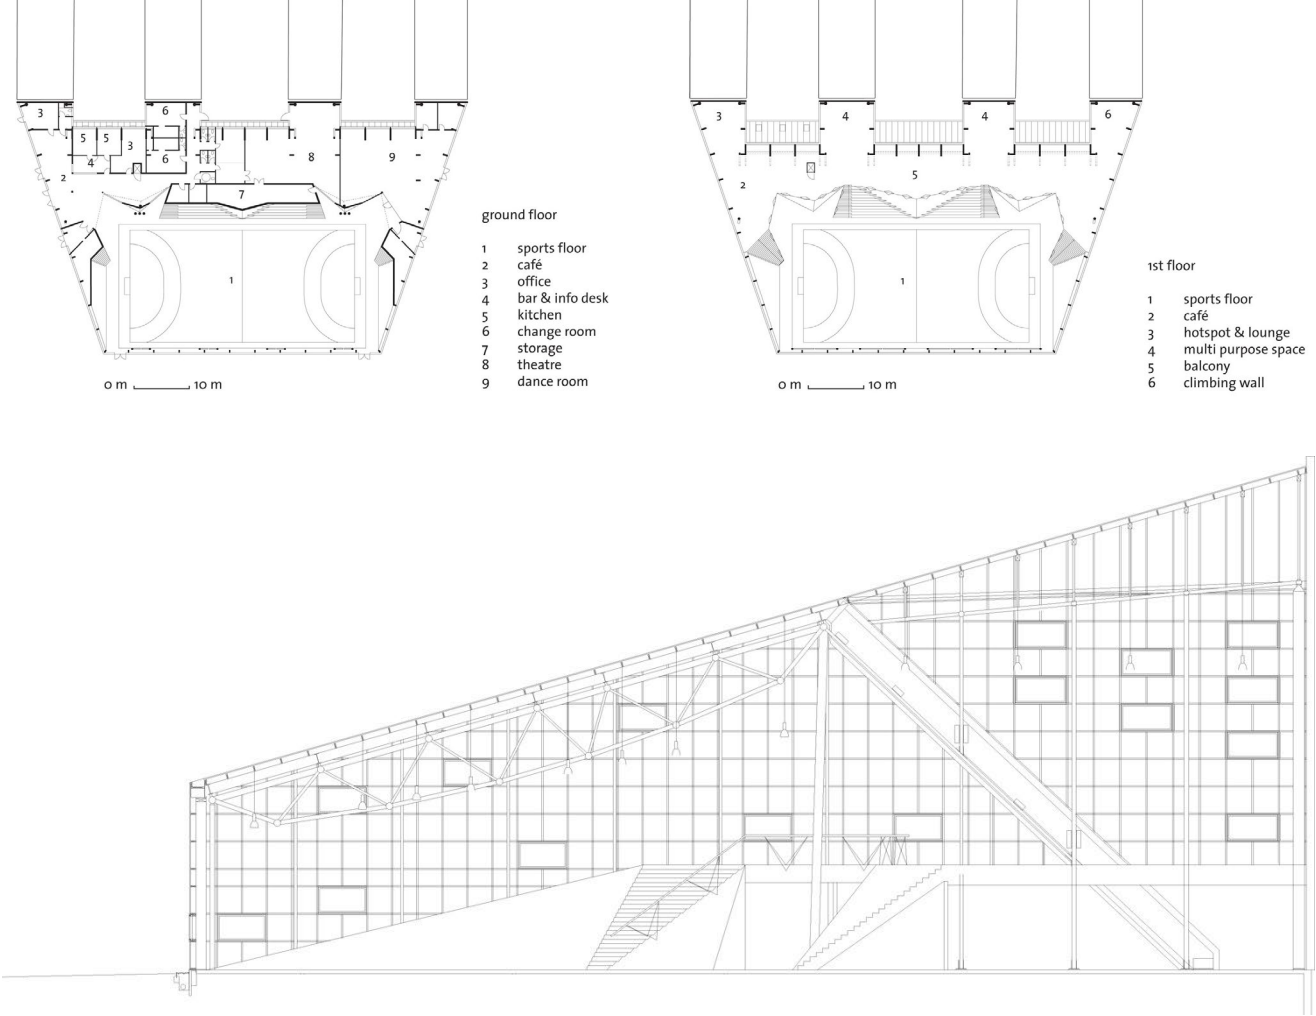 3
6
5
5
3
4
6
8
9
2
7
1
0 m 10 m
ground floor
1 sports floor
2 café
3 office
4 bar & info desk
5 kitchen
6 change room
7 storage
8 theatre
9 dance room
3
4
4
6
2
5
1
0 m 10 m
1st floor
1 sports floor
2 café
3 hotspot & lounge
4 multi purpose space
5 balcony
6 climbing wall